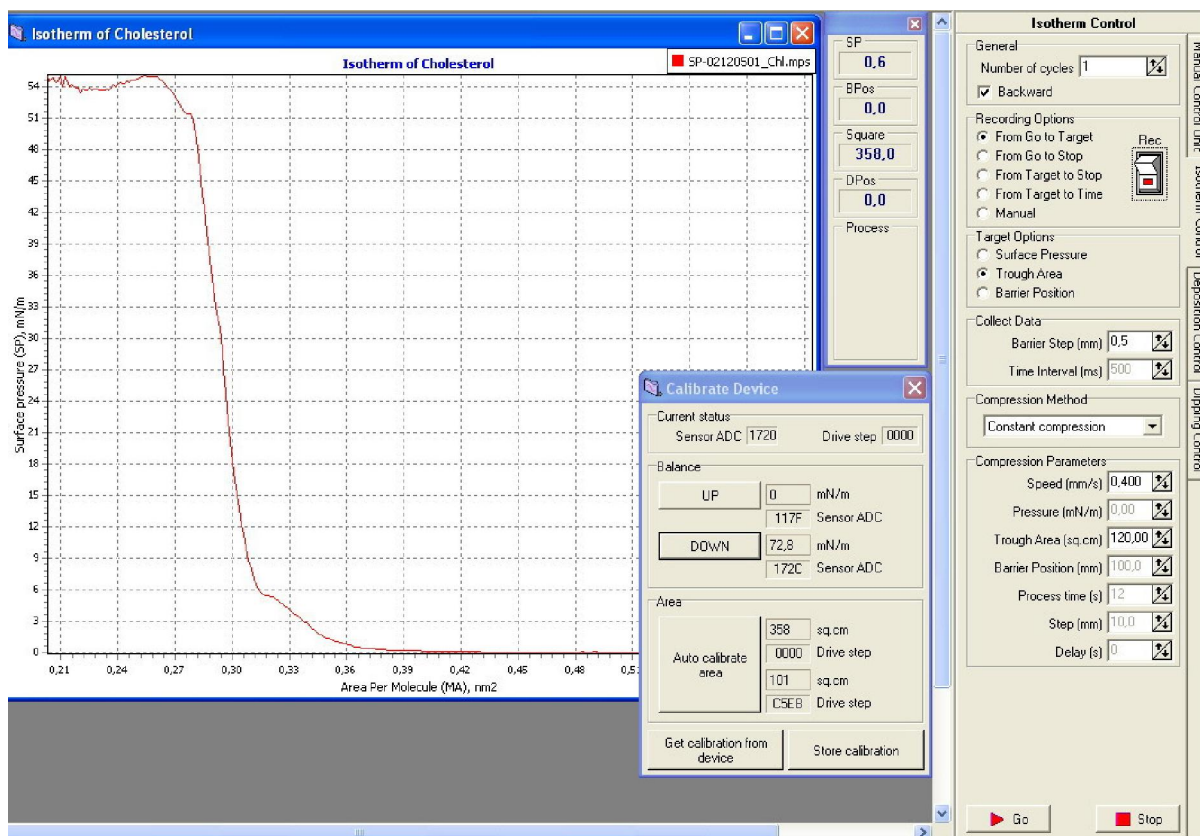 Isotherm of Cholesterol
Isotherm of Cholesterol
SP-02120501_Chl.mps
54
51
48
45
42
39
36
33
30
27
24
21
18
15
12
9
6
3
0
Surface pressure (SP), mN/m
0,21 0,24 0,27 0,30 0,33 0,36 0,39 0,42 0,45 0,48
Area Per Molecule (MA), nm2
SP
0,6
BPos
0,0
Square
358,0
DPos
0,0
Process
Calibrate Device
Current status
Sensor ADC 1720 Drive step 0000
Balance
UP 0 mN/m
117F Sensor ADC
DOWN 72,8 mN/m
172C Sensor ADC
Area
Auto calibrate area
358 sq.cm
0000 Drive step
101 sq.cm
C5E8 Drive step
Get calibration from device
Store calibration
Isotherm Control
General
Number of cycles 1
Backward
Recording Options
From Go to Target
From Go to Stop
From Target to Stop
From Target to Time
Manual
Rec
Target Options
Surface Pressure
Trough Area
Barrier Position
Collect Data
Barrier Step (mm) 0,5
Time Interval (ms) 500
Compression Method
Constant compression
Compression Parameters
Speed (mm/s) 0,400
Pressure (mN/m) 0,00
Trough Area (sq.cm) 120,00
Barrier Position (mm) 100,0
Process time (s) 12
Step (mm) 10,0
Delay (s) 0
Go
Stop
Manual Control
Isotherm Control
Deposition Control
Dipping Control